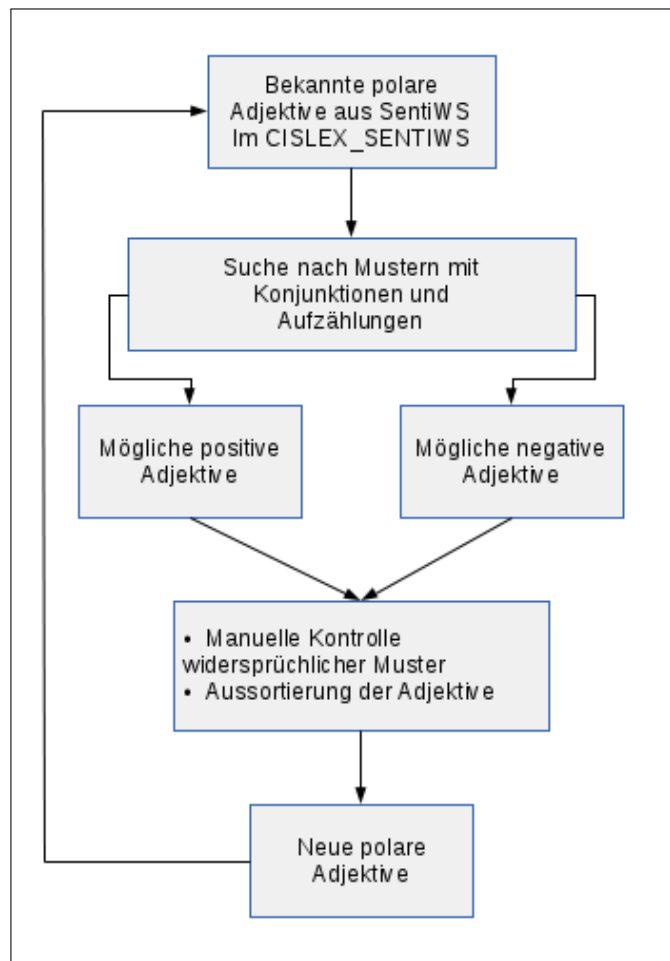 Bekannte polare
Adjektive aus SentiWS
Im CISLEX_SENTIWS
Suche nach Mustern mit
Konjunktionen und
Aufzählungen
Mögliche positive
Adjektive
Mögliche negative
Adjektive
• Manuelle Kontrolle
widersprüchlicher Muster
• Aussortierung der Adjektive
Neue polare
Adjektive